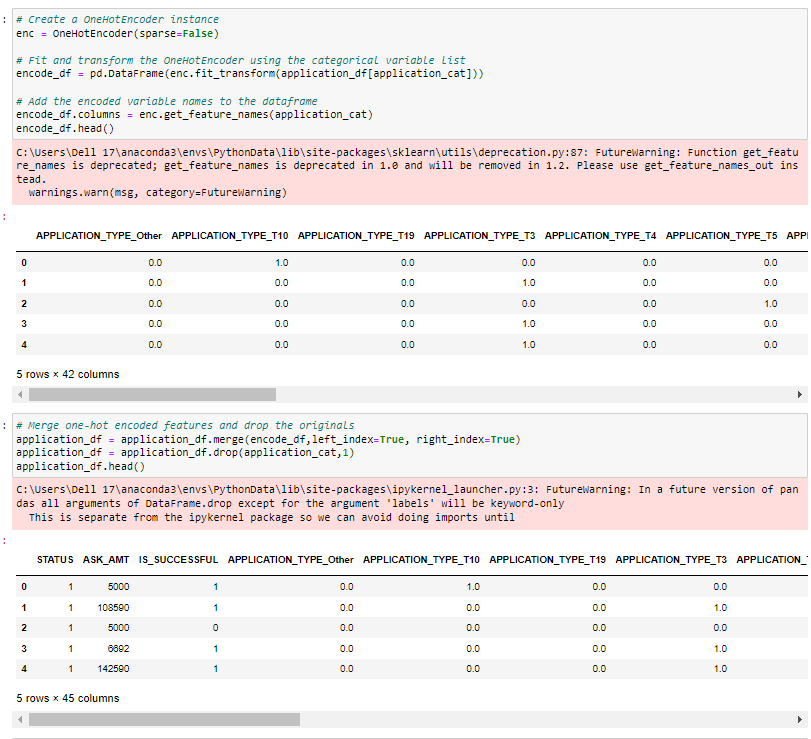 # Create a OneHotEncoder instance
enc = OneHotEncoder(sparse=False)
# Fit and transform the OneHotEncoder using the categorical variable list
encode_df = pd.DataFrame(enc.fit_transform(application_df[application_cat]))
# Add the encoded variable names to the dataframe
encode_df.columns = enc.get_feature_names(application_cat)
encode_df.head()
C:\Users\Dell 17\anaconda3\envs\PythonData\lib\site-packages\sklearn\utils\deprecation.py:87: FutureWarning: Function get_featu
re_names is deprecated; get_feature_names is deprecated in 1.0 and will be removed in 1.2. Please use get_feature_names_out ins
tead.
warnings.warn(msg, category=FutureWarning)
APPLICATION_TYPE_Other APPLICATION_TYPE_T10 APPLICATION_TYPE_T19 APPLICATION_TYPE_T3 APPLICATION_TYPE_T4 APPLICATION_TYPE_T5 APPI
0 0.0 1.0 0.0 0.0 0.0 0.0
1 0.0 0.0 0.0 1.0 0.0 0.0
2 0.0 0.0 0.0 0.0 0.0 1.0
3 0.0 0.0 0.0 1.0 0.0 0.0
4 0.0 0.0 0.0 1.0 0.0 0.0
5 rows × 42 columns
# Merge one-hot encoded features and drop the originals
application_df = application_df.merge(encode_df,left_index=True, right_index=True)
application_df = application_df.drop(application_cat,1)
application_df.head()
C:\Users\Dell 17\anaconda3\envs\PythonData\lib\site-packages\ipykernel_launcher.py:3: FutureWarning: In a future version of pan
das all arguments of DataFrame.drop except for the argument 'labels' will be keyword-only
This is separate from the ipykernel package so we can avoid doing imports until
STATUS ASK_AMT IS_SUCCESSFUL APPLICATION_TYPE_Other APPLICATION_TYPE_T10 APPLICATION_TYPE_T19 APPLICATION_TYPE_T3 APPLICATION_
0 1 5000 1 0.0 1.0 0.0 0.0
1 1 108590 1 0.0 0.0 0.0 1.0
2 1 5000 0 0.0 0.0 0.0 0.0
3 1 6692 1 0.0 0.0 0.0 1.0
4 1 142590 1 0.0 0.0 0.0 1.0
5 rows × 45 columns